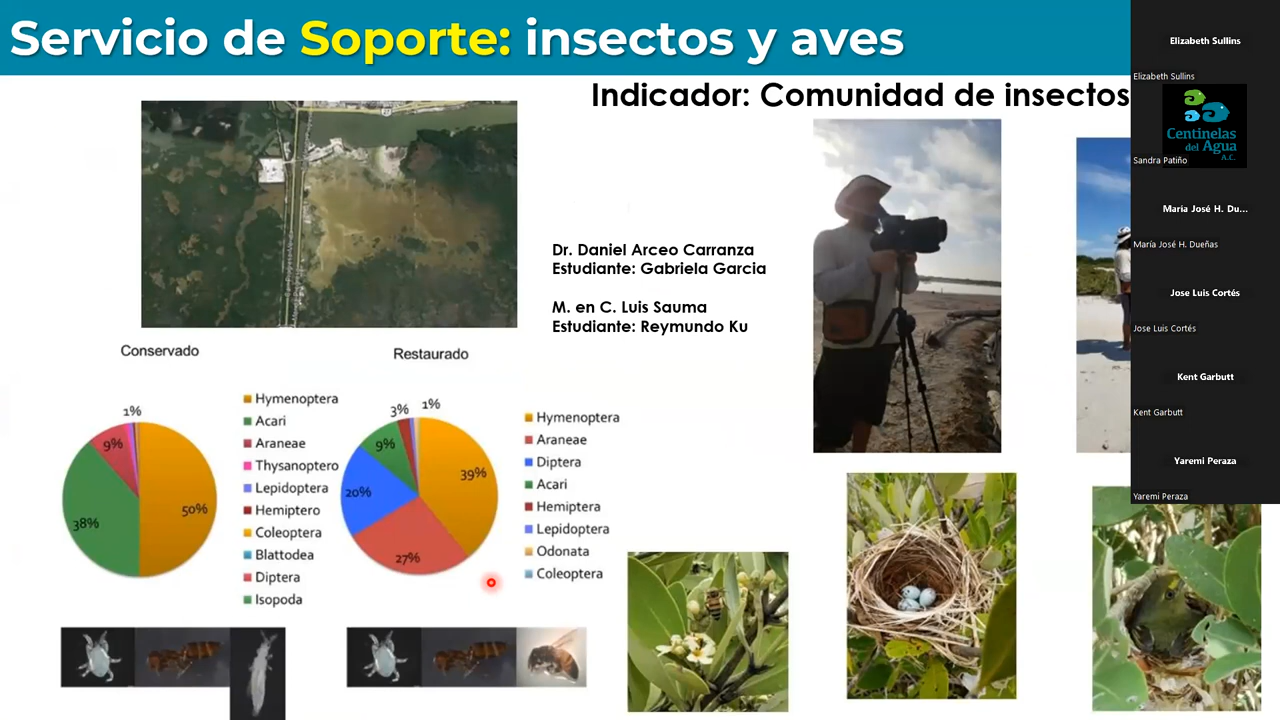 Servicio de Soporte: insectos y aves
Indicador: Comunidad de insectos
Dr. Daniel Arceo Carranza
Estudiante: Gabriela Garcia
M. en C. Luis Sauma
Estudiante: Reymundo Ku
Conservado
1%
9%
38%
50%
Hymenoptera
Acari
Araneae
Thysanoptero
Lepidoptera
Hemiptero
Coleoptera
Blattodea
Diptera
Isopoda
Restaurado
3%
1%
9%
39%
20%
27%
Hymenoptera
Araneae
Diptera
Acari
Hemiptera
Lepidoptera
Odonata
Coleoptera
Elizabeth Sullins
Elizabeth Sullins
Centinelas
del Agua
A.C.
Sandra Patiño
María José H. Du...
María José H. Dueñas
Jose Luis Cortés
Jose Luis Cortés
Kent Garbutt
Kent Garbutt
Yaremi Peraza
Yaremi Peraza